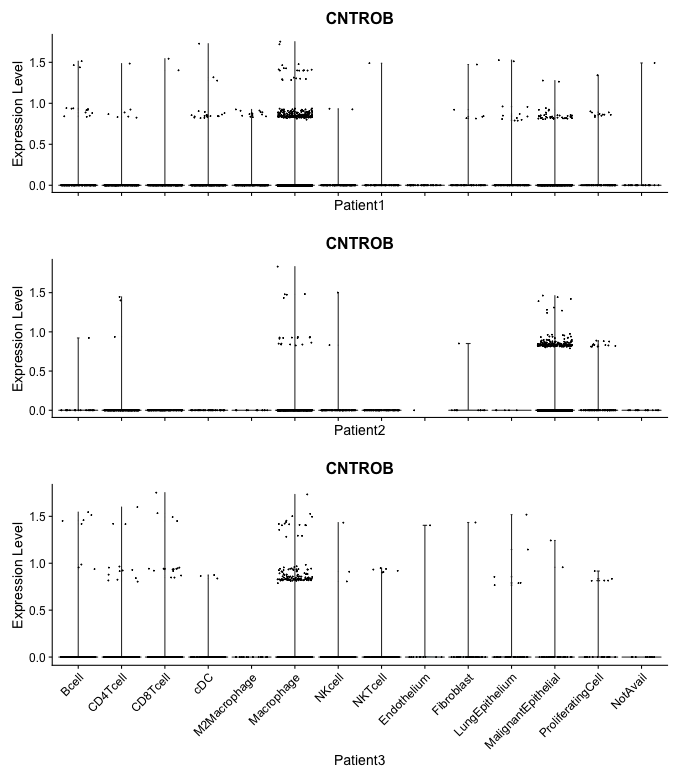 CNTROB
Expression Level
1.5
1.0
0.5
0.0
Patient1
CNTROB
Expression Level
1.5
1.0
0.5
0.0
Patient2
CNTROB
Expression Level
1.5
1.0
0.5
0.0
Bcell
CD4Tcell
CD8Tcell
cDC
M2Macrophage
Macrophage
NKcell
NKTcell
Endothelium
Fibroblast
LungEpithelium
MalignantEpithelial
ProliferatingCell
NotAvail
Patient3